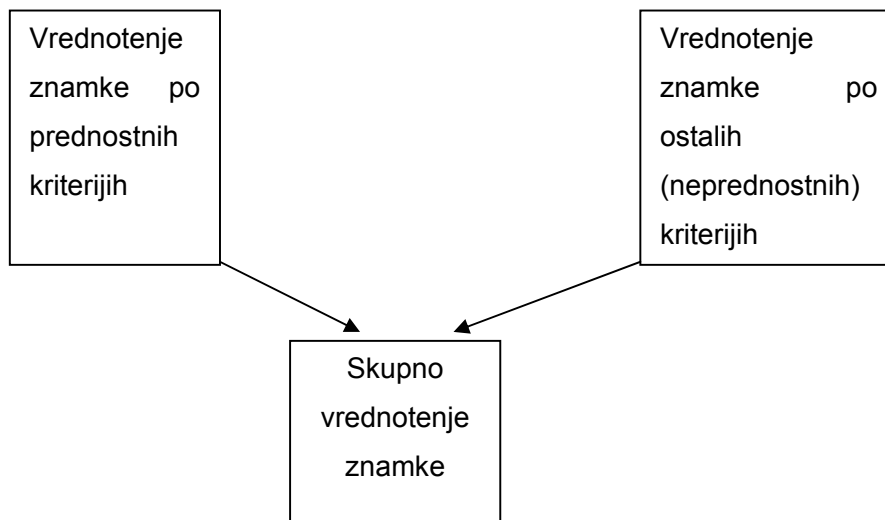 Vrednotenje
znamke po
prednostnih
kriterijih
Vrednotenje
znamke po
ostalih
(neprednostnih)
kriterijih
Skupno
vrednotenje
znamke